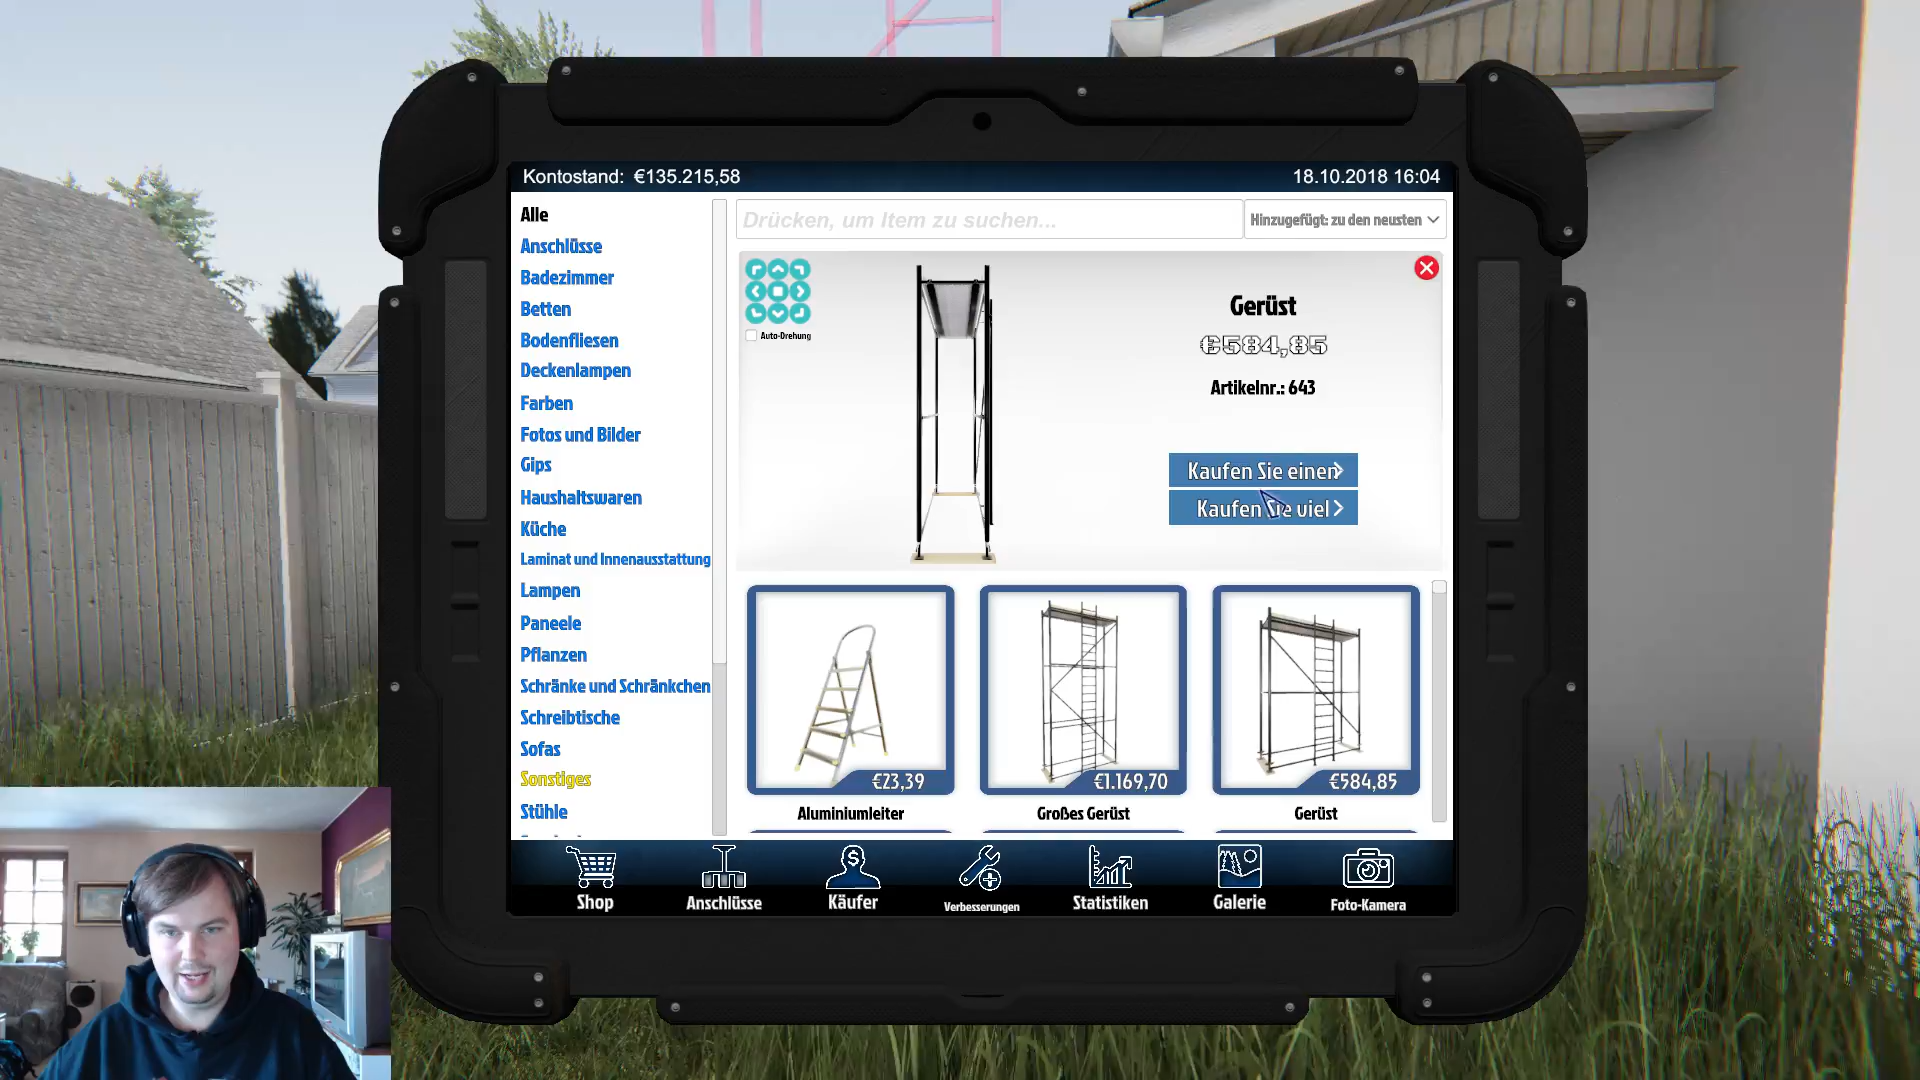 Kontostand: €135.215,58
18.10.2018 16:04
Alle
Anschlüsse
Badezimmer
Betten
Bodenfliesen
Deckenlampen
Farben
Fotos und Bilder
Gips
Haushaltswaren
Küche
Laminat und Innenausstattung
Lampen
Paneele
Pflanzen
Schränke und Schränkchen
Schreibtische
Sofas
Sonstiges
Stühle
Drücken, um Item zu suchen...
Hinzugefügt: zu den neusten
Auto-Drehung
Gerüst
€584,85
Artikelnr.: 643
Kaufen Sie einen
Kaufen Sie viel
€23,39
€1.169,70
€584,85
Aluminiumleiter
Großes Gerüst
Gerüst
Shop
Anschlüsse
Käufer
Verbesserungen
Statistiken
Galerie
Foto-Kamera